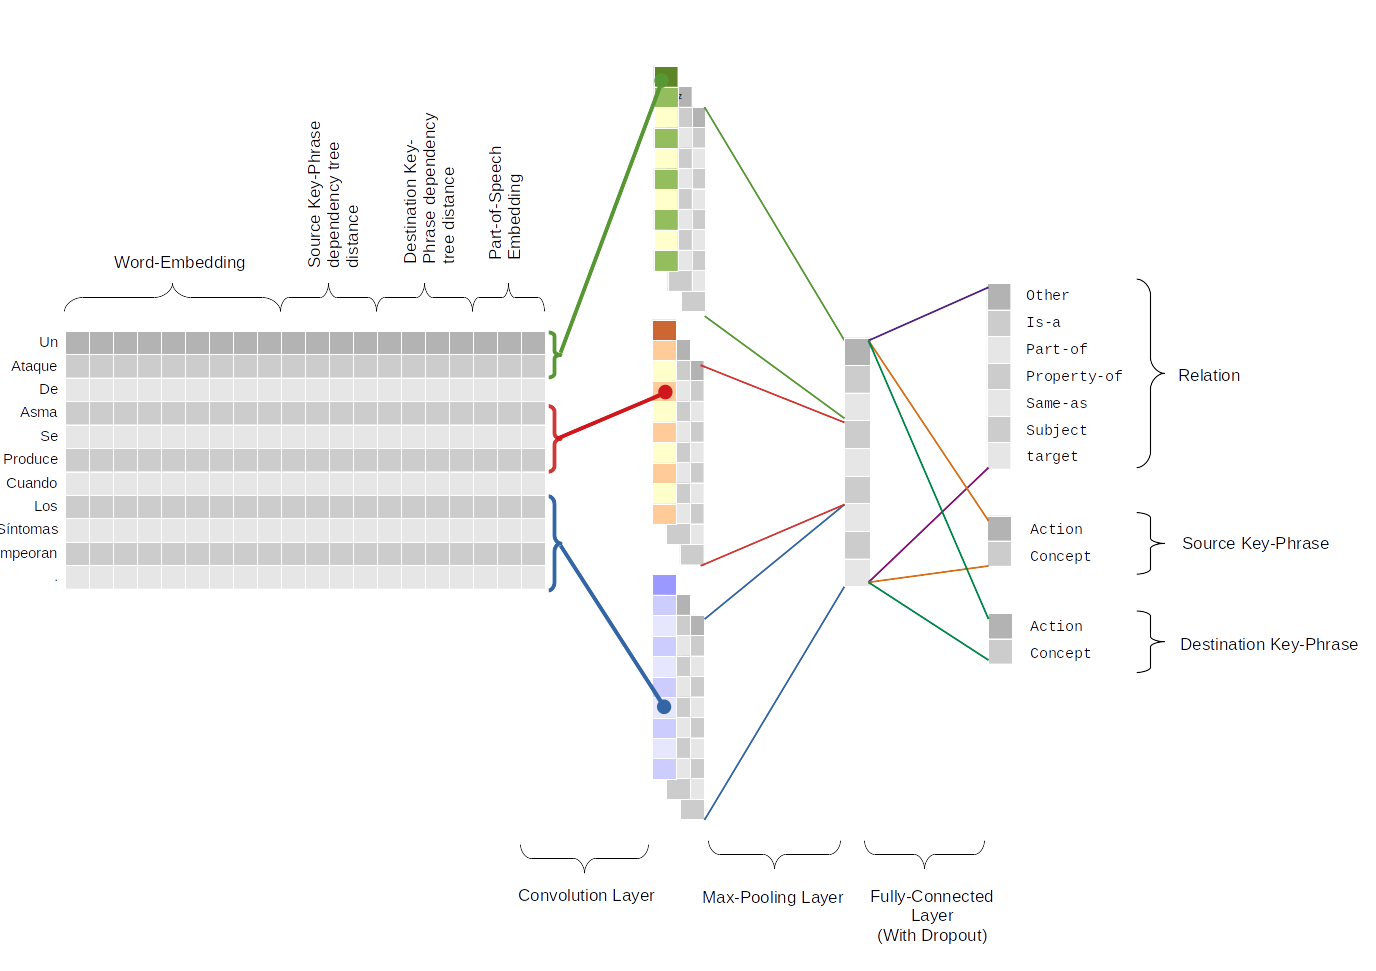 Source Key-Phrase
dependency tree
distance
Destination Key-
Phrase dependency
tree distance
Part-of-Speech
Embedding
Word-Embedding
Un
Ataque
De
Asma
Se
Produce
Cuando
Los
Síntomas
mpeoran
.
z
Other
Is-a
Part-of
Property-of
Same-as
Subject
target
Relation
Action
Concept
Source Key-Phrase
Action
Concept
Destination Key-Phrase
Convolution Layer
Max-Pooling Layer
Fully-Connected
Layer
(With Dropout)